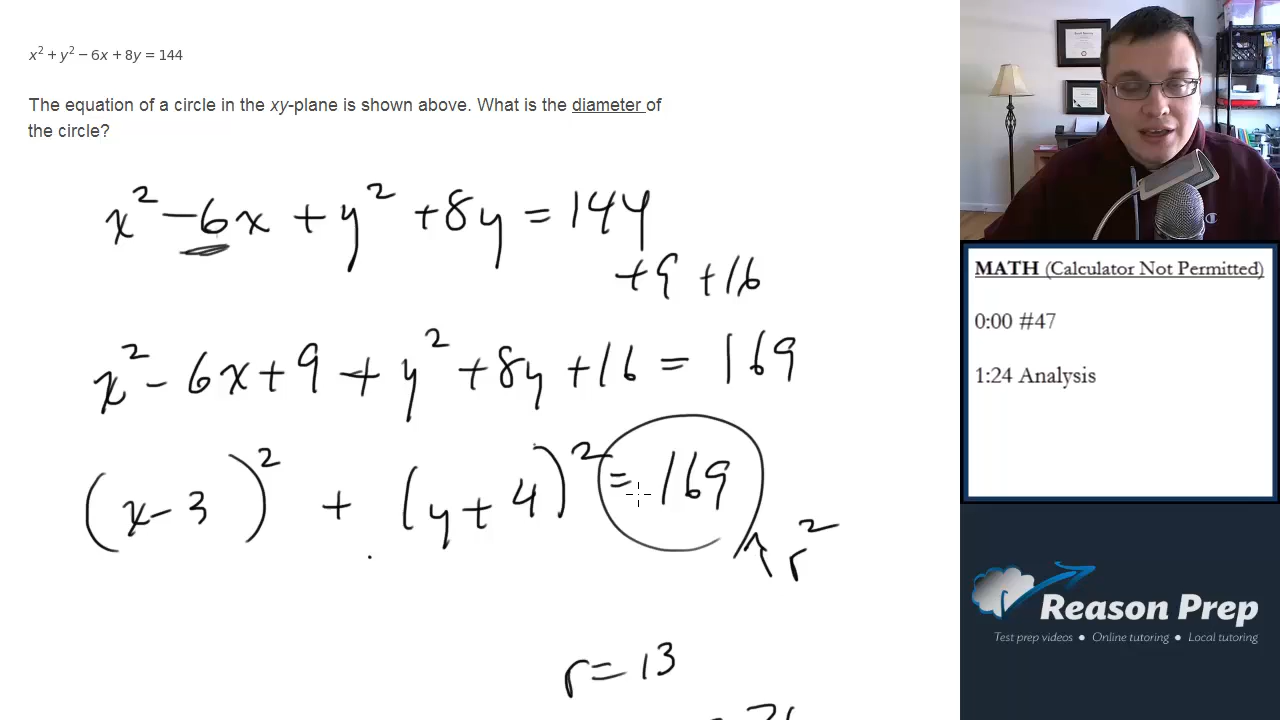 x² + y² − 6x + 8y = 144
The equation of a circle in the xy-plane is shown above. What is the diameter of
the circle?
x² − 6x + y² + 8y = 144
+9 +16
x² − 6x + 9 + y² + 8y + 16 = 169
(x − 3)² + (y + 4)² = 169
r²
r = 13
MATH (Calculator Not Permitted)
0:00 #47
1:24 Analysis
Reason Prep
Test prep videos ● Online tutoring ● Local tutoring